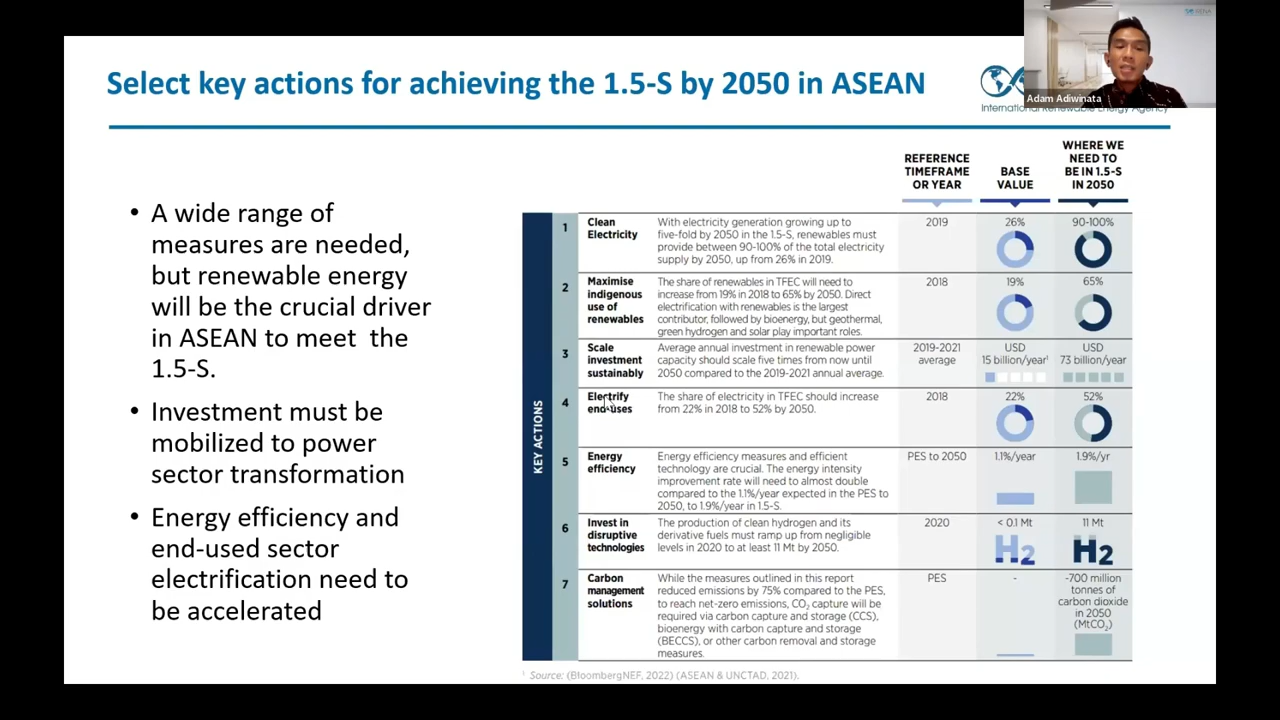 Select key actions for achieving the 1.5-S by 2050 in ASEAN
Adam Adiwinata
International Renewable Energy Agency
• A wide range of
measures are needed,
but renewable energy
will be the crucial driver
in ASEAN to meet the
1.5-S.
• Investment must be
mobilized to power
sector transformation
• Energy efficiency and
end-used sector
electrification need to
be accelerated
REFERENCE
TIMEFRAME
OR YEAR
BASE
VALUE
WHERE WE
NEED TO
BE IN 1.5-S
IN 2050
KEY ACTIONS
1
Clean
Electricity
With electricity generation growing up to
five-fold by 2050 in the 1.5-S, renewables must
provide between 90-100% of the total electricity
supply by 2050, up from 26% in 2019.
2019
26%
90-100%
2
Maximise
indigenous
use of
renewables
The share of renewables in TFEC will need to
increase from 19% in 2018 to 65% by 2050. Direct
electrification with renewables is the largest
contributor, followed by bioenergy, but geothermal,
green hydrogen and solar play important roles.
2018
19%
65%
3
Scale
investment
sustainably
Average annual investment in renewable power
capacity should scale five times from now until
2050 compared to the 2019-2021 annual average.
2019-2021
average
USD
15 billion/year¹
USD
73 billion/year
4
Electrify
end-uses
The share of electricity in TFEC should increase
from 22% in 2018 to 52% by 2050.
2018
22%
52%
5
Energy
efficiency
Energy efficiency measures and efficient
technology are crucial. The energy intensity
improvement rate will need to almost double
compared to the 1.1%/year expected in the PES to
2050, to 1.9%/year in 1.5-S.
PES to 2050
1.1%/year
1.9%/yr
6
Invest in
disruptive
technologies
The production of clean hydrogen and its
derivative fuels must ramp up from negligible
levels in 2020 to at least 11 Mt by 2050.
2020
< 0.1 Mt
H2
11 Mt
H2
7
Carbon
management
solutions
While the measures outlined in this report
reduced emissions by 75% compared to the PES,
to reach net-zero emissions, CO₂ capture will be
required via carbon capture and storage (CCS),
bioenergy with carbon capture and storage
(BECCS), or other carbon removal and storage
measures.
PES
-
-700 million
tonnes of
carbon dioxide
in 2050
(MtCO₂)
¹ Source: (BloombergNEF, 2022) (ASEAN & UNCTAD, 2021).